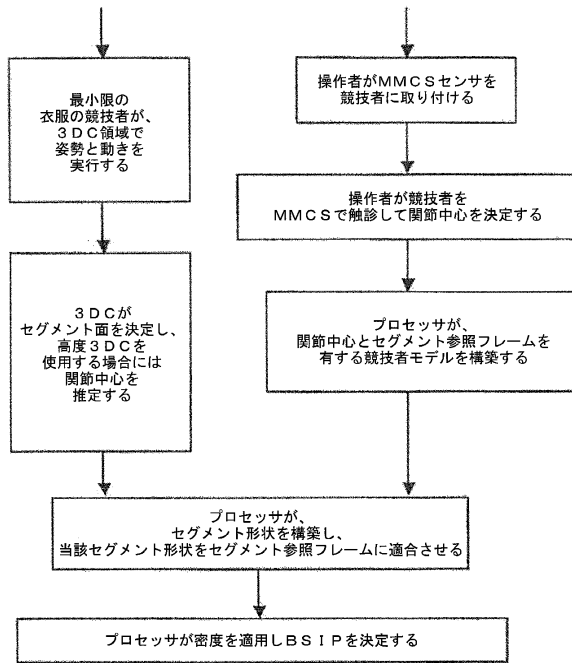 最小限の
衣服の競技者が、
3DC領域で
姿勢と動きを
実行する
3DCが
セグメント面を決定し、
高度3DCを
使用する場合には
関節中心を
推定する
操作者がMMCSセンサを
競技者に取り付ける
操作者が競技者を
MMCSで触診して関節中心を決定する
プロセッサが、
関節中心とセグメント参照フレームを
有する競技者モデルを構築する
プロセッサが、
セグメント形状を構築し、
当該セグメント形状をセグメント参照フレームに適合させる
プロセッサが密度を適用しBSIPを決定する